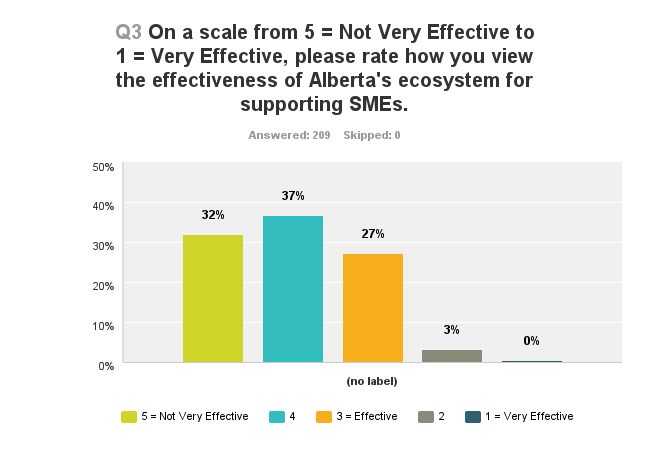 Q3 On a scale from 5 = Not Very Effective to
1 = Very Effective, please rate how you view
the effectiveness of Alberta's ecosystem for
supporting SMEs.
Answered: 209 Skipped: 0
50%
40%
30%
20%
10%
0%
32%
37%
27%
3%
0%
(no label)
5 = Not Very Effective 4 3 = Effective 2 1 = Very Effective